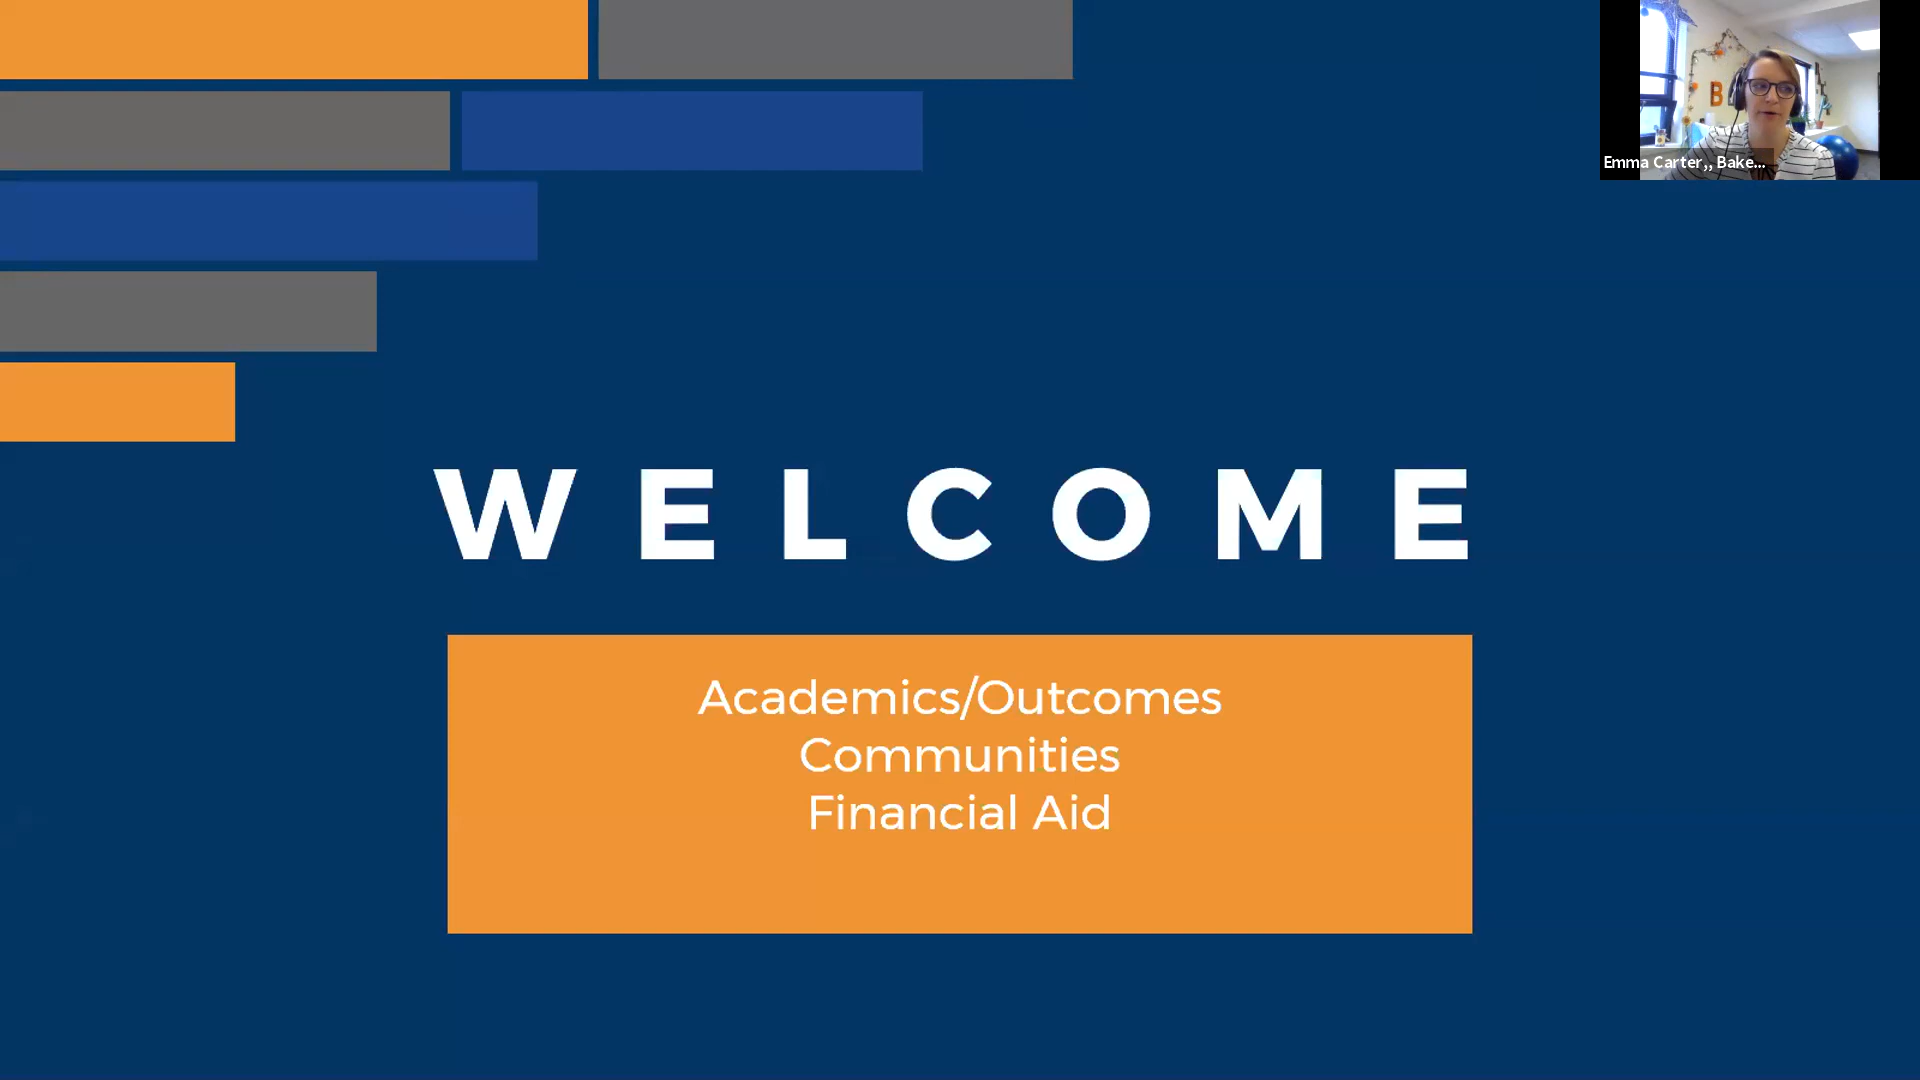 Emma Carter,, Bake...
WELCOME
Academics/Outcomes
Communities
Financial Aid